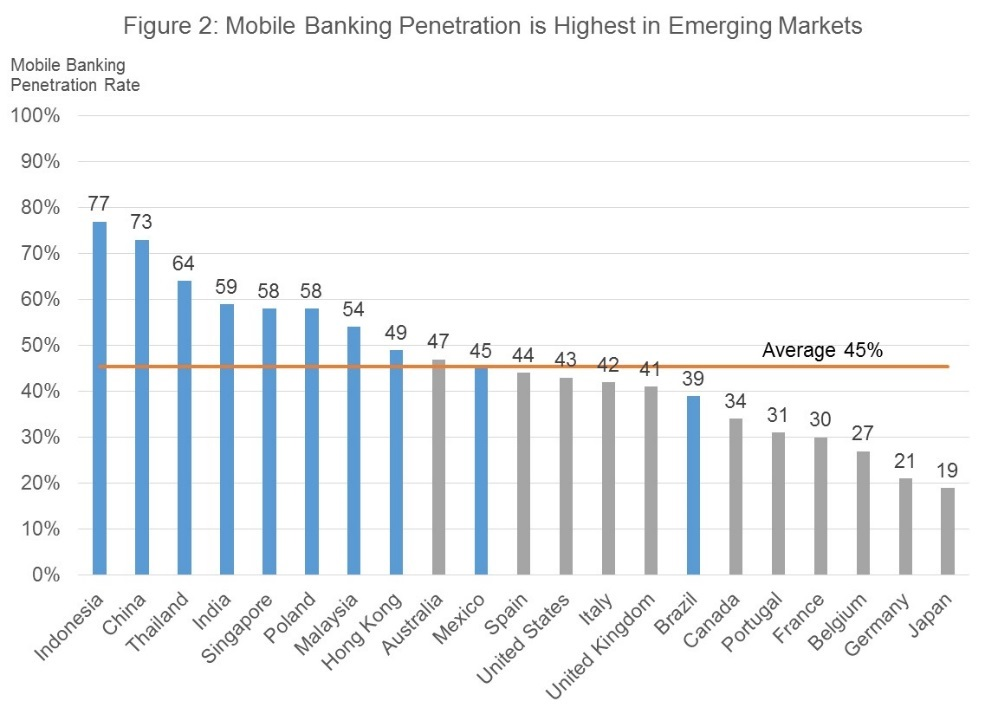 Figure 2: Mobile Banking Penetration is Highest in Emerging Markets
Mobile Banking
Penetration Rate
100%
90%
80%
70%
60%
50%
40%
30%
20%
10%
0%
77
73
64
59
58
58
54
49
47
45
44
43
42
41
39
34
31
30
27
21
19
Average 45%
Indonesia
China
Thailand
India
Singapore
Poland
Malaysia
Hong Kong
Australia
Mexico
Spain
United States
Italy
United Kingdom
Brazil
Canada
Portugal
France
Belgium
Germany
Japan